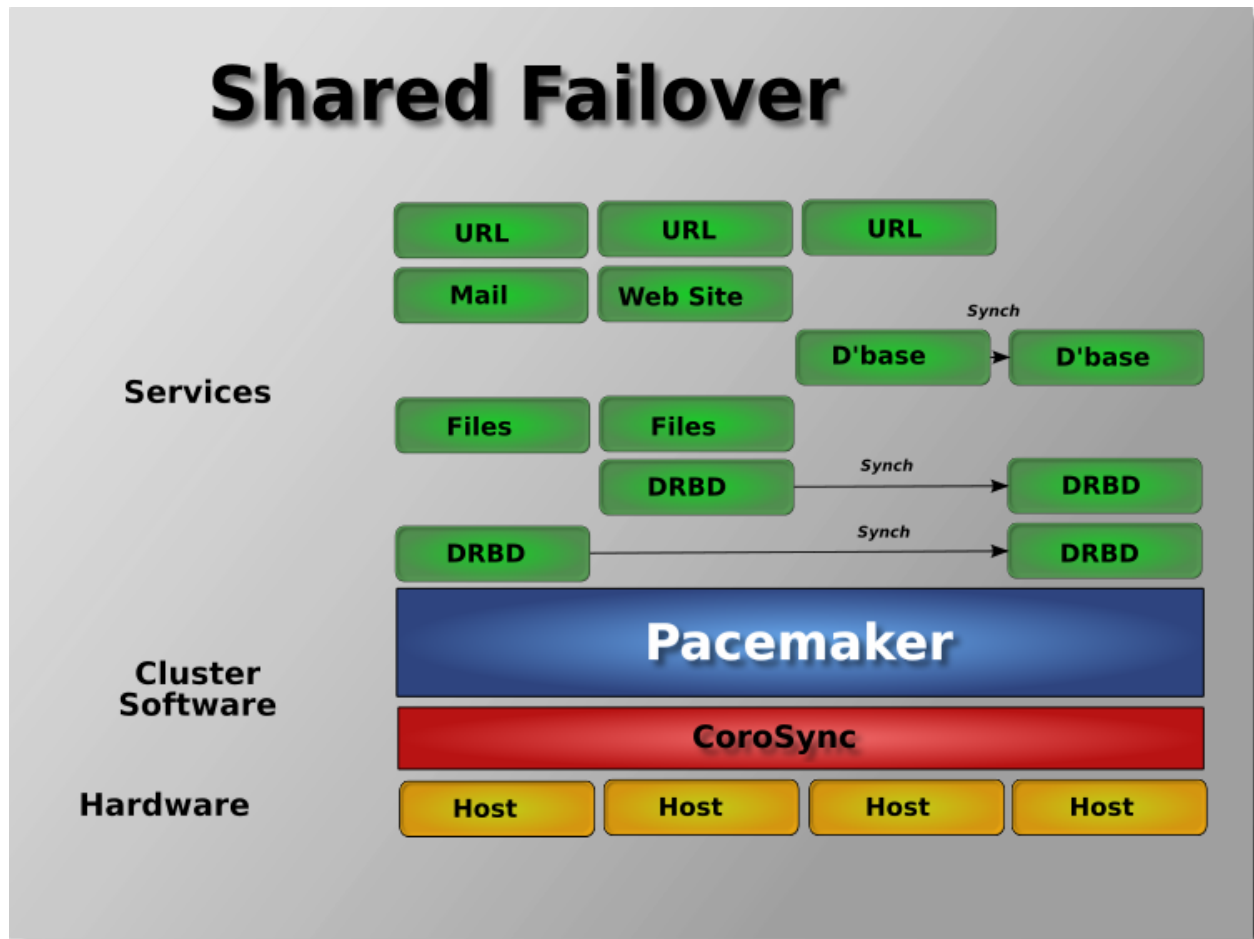 Shared Failover
URL
URL
URL
Mail
Web Site
Synch
D'base
D'base
Services
Files
Files
Synch
DRBD
DRBD
Synch
DRBD
DRBD
Pacemaker
Cluster
Software
CoroSync
Hardware
Host
Host
Host
Host